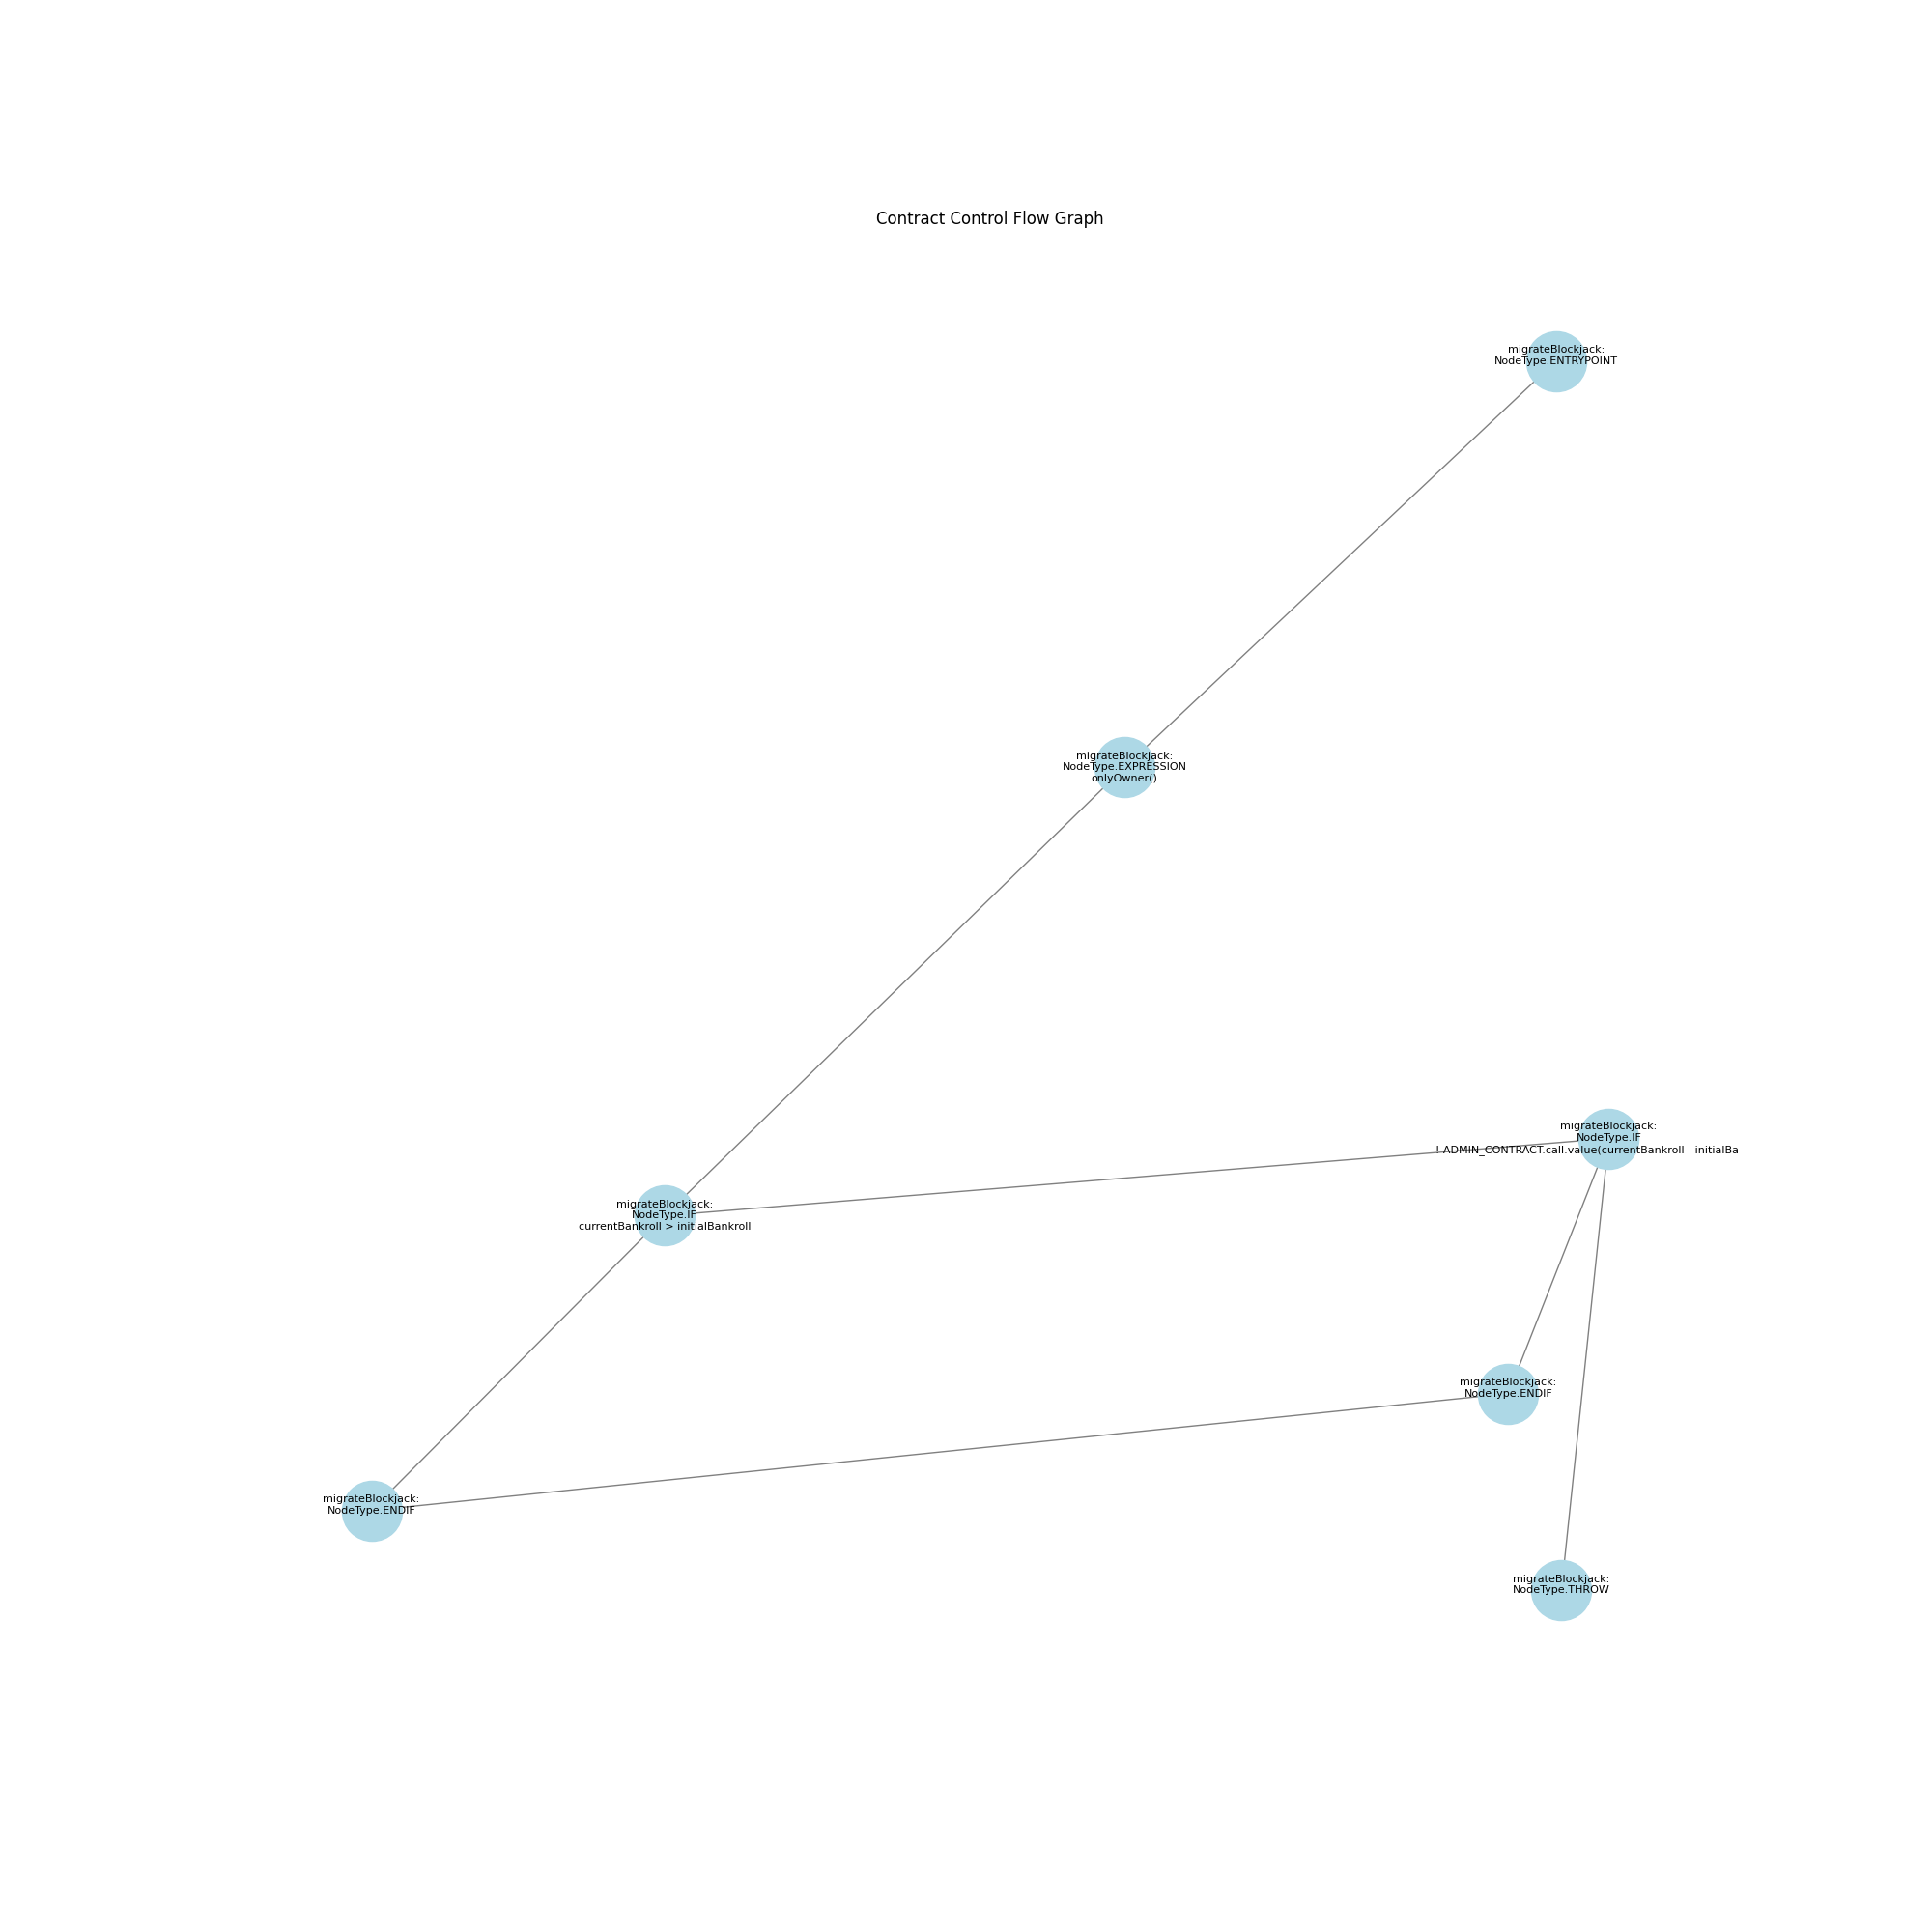 Contract Control Flow Graph
migrateBlockjack:
NodeType.ENTRYPOINT
migrateBlockjack:
NodeType.EXPRESSION
onlyOwner()
migrateBlockjack:
NodeType.IF
! ADMIN_CONTRACT.call.value(currentBankroll - initialBa
migrateBlockjack:
NodeType.IF
currentBankroll > initialBankroll
migrateBlockjack:
NodeType.ENDIF
migrateBlockjack:
NodeType.ENDIF
migrateBlockjack:
NodeType.THROW